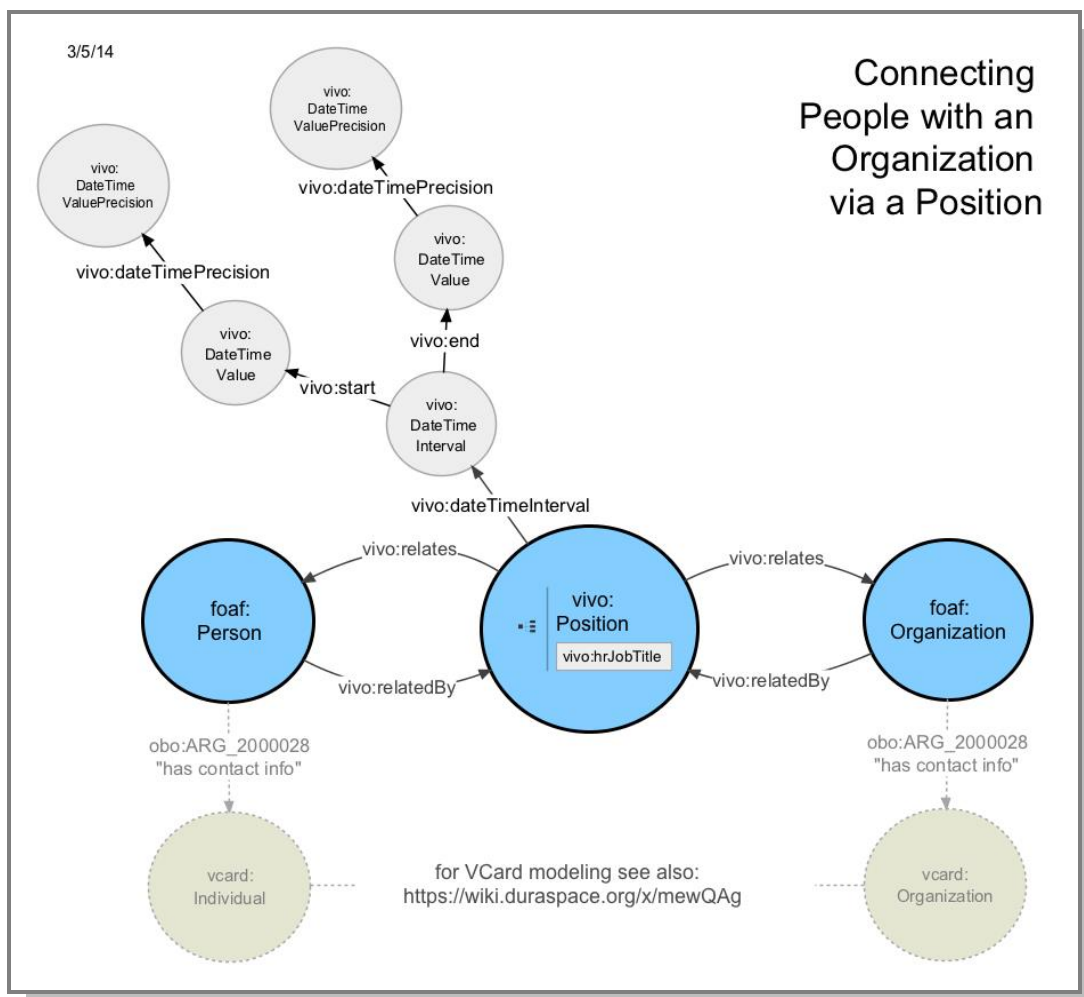 3/5/14
Connecting
People with an
Organization
via a Position
vivo:
DateTime
ValuePrecision
vivo:
DateTime
ValuePrecision
vivo:dateTimePrecision
vivo:
DateTime
Value
vivo:dateTimePrecision
vivo:
DateTime
Value
vivo:end
vivo:start
vivo:
DateTime
Interval
vivo:dateTimeInterval
vivo:relates
vivo:relates
foaf:
Person
vivo:
Position
vivo:hrJobTitle
foaf:
Organization
vivo:relatedBy
vivo:relatedBy
obo:ARG_2000028
"has contact info"
obo:ARG_2000028
"has contact info"
vcard:
Individual
for VCard modeling see also:
https://wiki.duraspace.org/x/mewQAg
vcard:
Organization